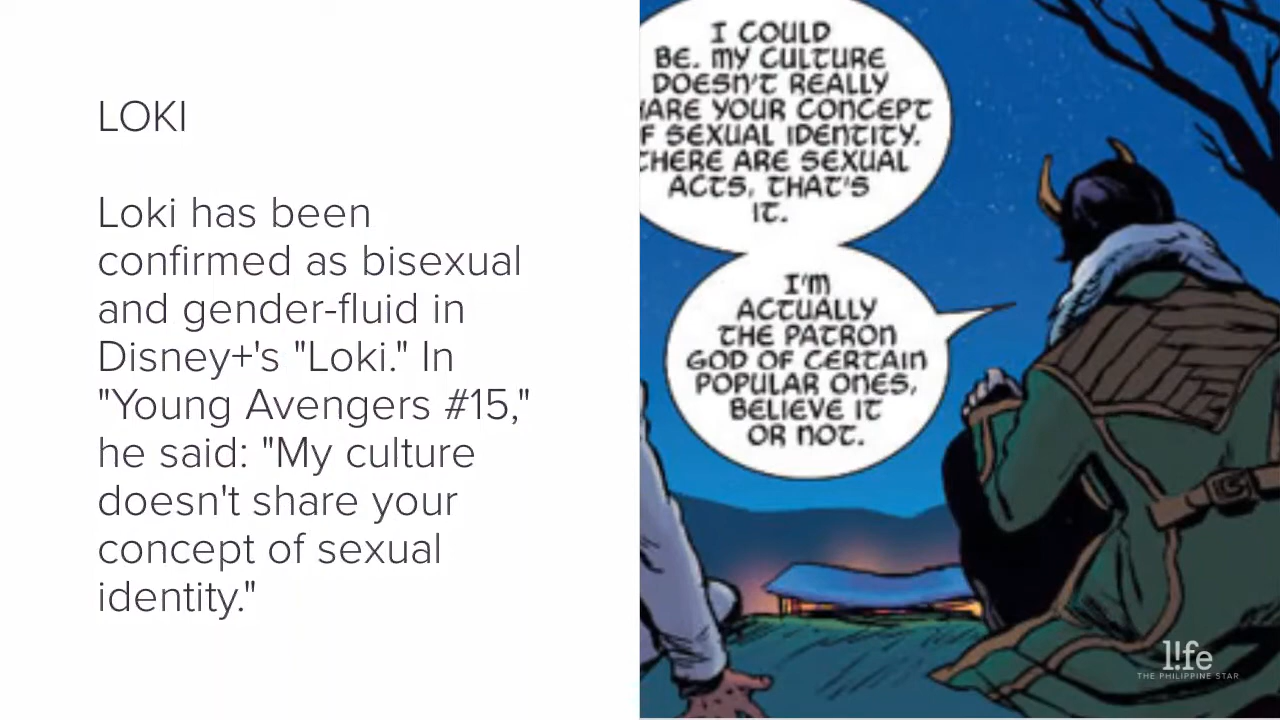 LOKI
Loki has been
confirmed as bisexual
and gender-fluid in
Disney+'s "Loki." In
"Young Avengers #15,"
he said: "My culture
doesn't share your
concept of sexual
identity."
I COULD
BE. MY CULTURE
DOESN'T REALLY
HARE YOUR CONCEPT
F SEXUAL IDENTITY.
THERE ARE SEXUAL
ACTS, THAT'S
IT.
I'M
ACTUALLY
THE PATRON
GOD OF CERTAIN
POPULAR ONES,
BELIEVE IT
OR NOT.
l!fe
THE PHILIPPINE STAR